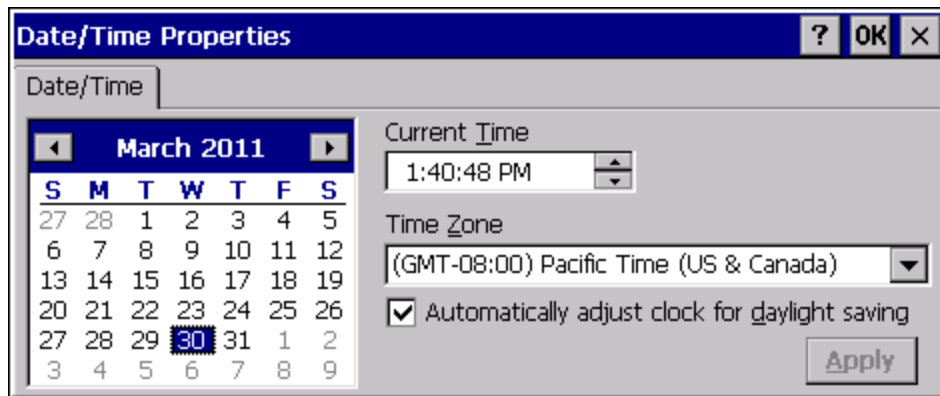 Date/Time Properties ? OK ×
Date/Time
March 2011
S M T W T F S
27 28 1 2 3 4 5
6 7 8 9 10 11 12
13 14 15 16 17 18 19
20 21 22 23 24 25 26
27 28 29 30 31 1 2
3 4 5 6 7 8 9
Current Time
1:40:48 PM
Time Zone
(GMT-08:00) Pacific Time (US & Canada)
Automatically adjust clock for daylight saving
Apply